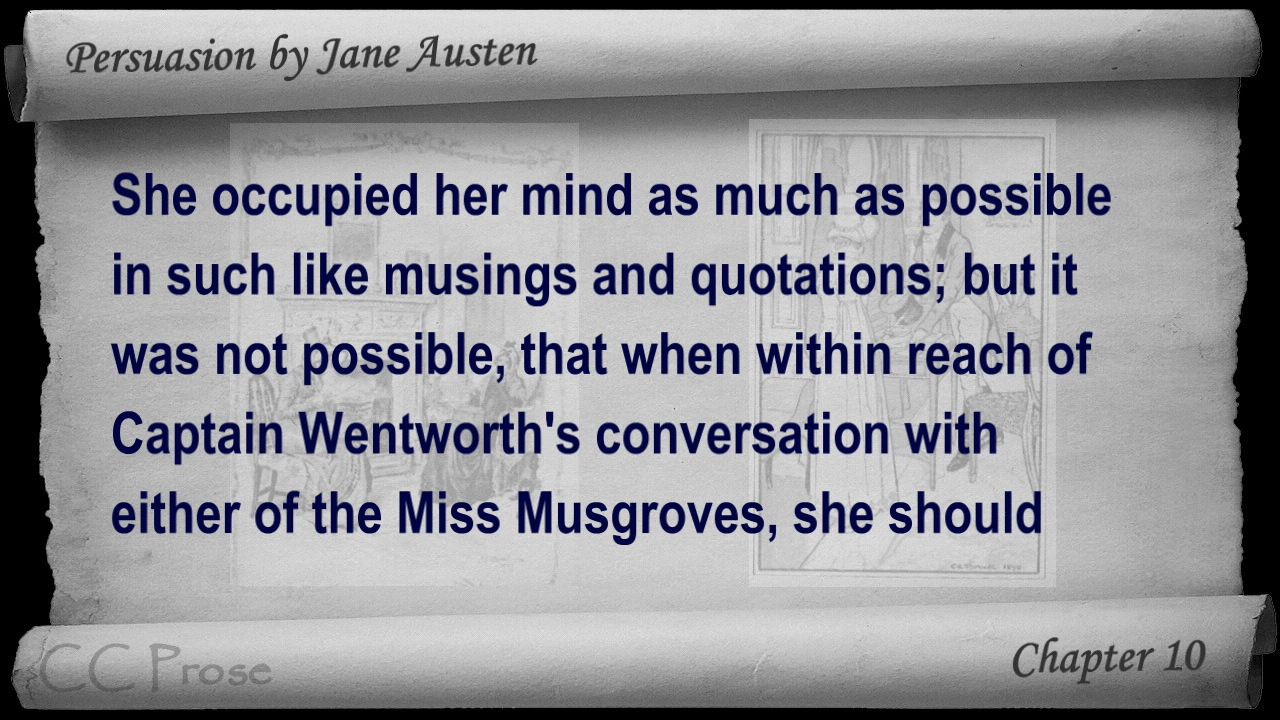 Persuasion by Jane Austen
She occupied her mind as much as possible
in such like musings and quotations; but it
was not possible, that when within reach of
Captain Wentworth's conversation with
either of the Miss Musgroves, she should
CC Prose
Chapter 10